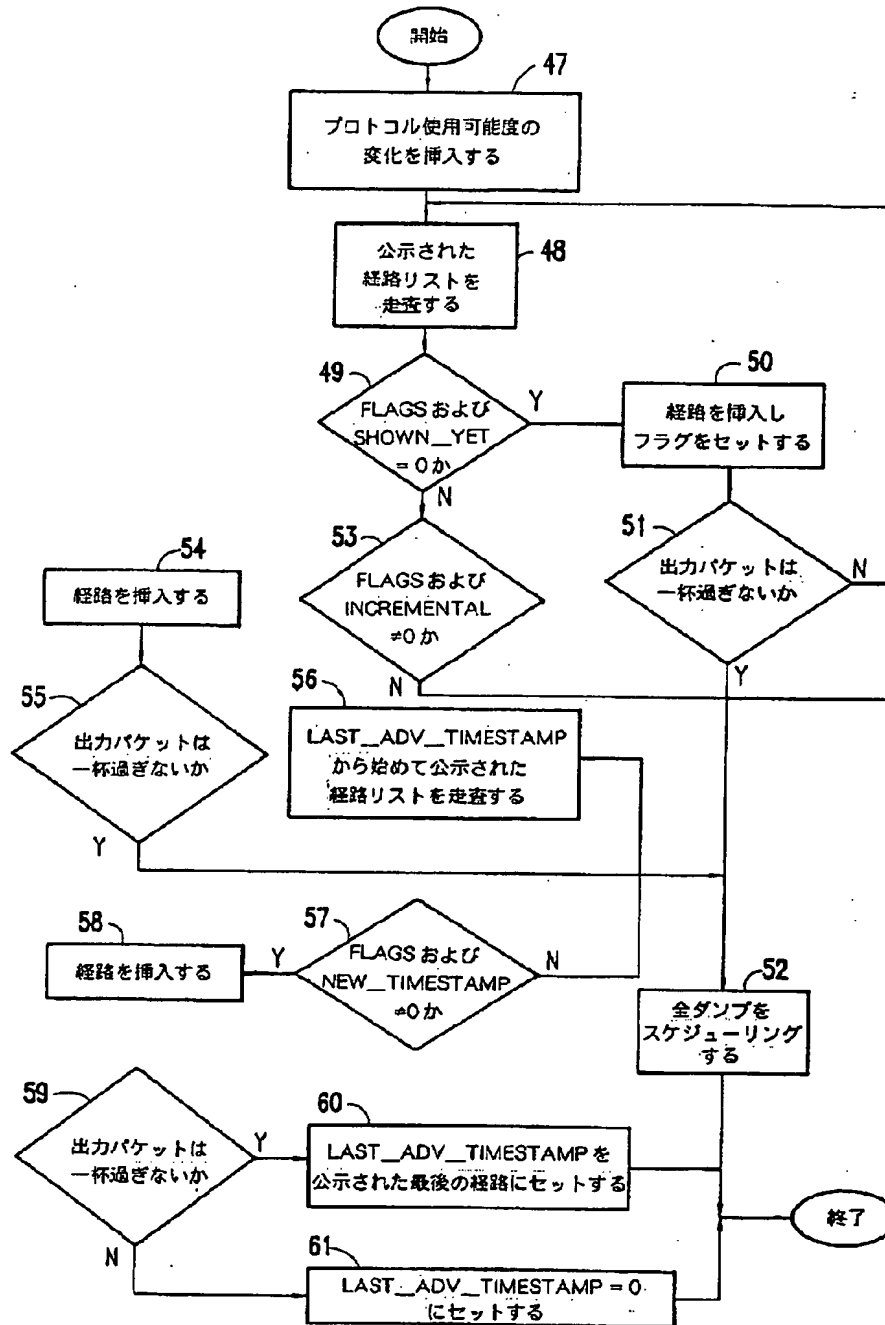 開始
47
プロトコル使用可能度の
変化を挿入する
公示された
経路リストを
走査する
48
49
FLAGSおよび
SHOWN__YET
=0か
Y
N
50
経路を挿入し
フラグをセットする
51
出力パケットは
一杯過ぎないか
N
Y
53
FLAGSおよび
INCREMENTAL
≠0か
N
54
経路を挿入する
55
出力パケットは
一杯過ぎないか
Y
56
LAST__ADV__TIMESTAMP
から始めて公示された
経路リストを走査する
57
FLAGSおよび
NEW__TIMESTAMP
≠0か
Y
N
58
経路を挿入する
52
全ダンプを
スケジューリング
する
59
出力パケットは
一杯過ぎないか
Y
N
60
LAST__ADV__TIMESTAMPを
公示された最後の経路にセットする
61
LAST__ADV__TIMESTAMP=0
にセットする
終了